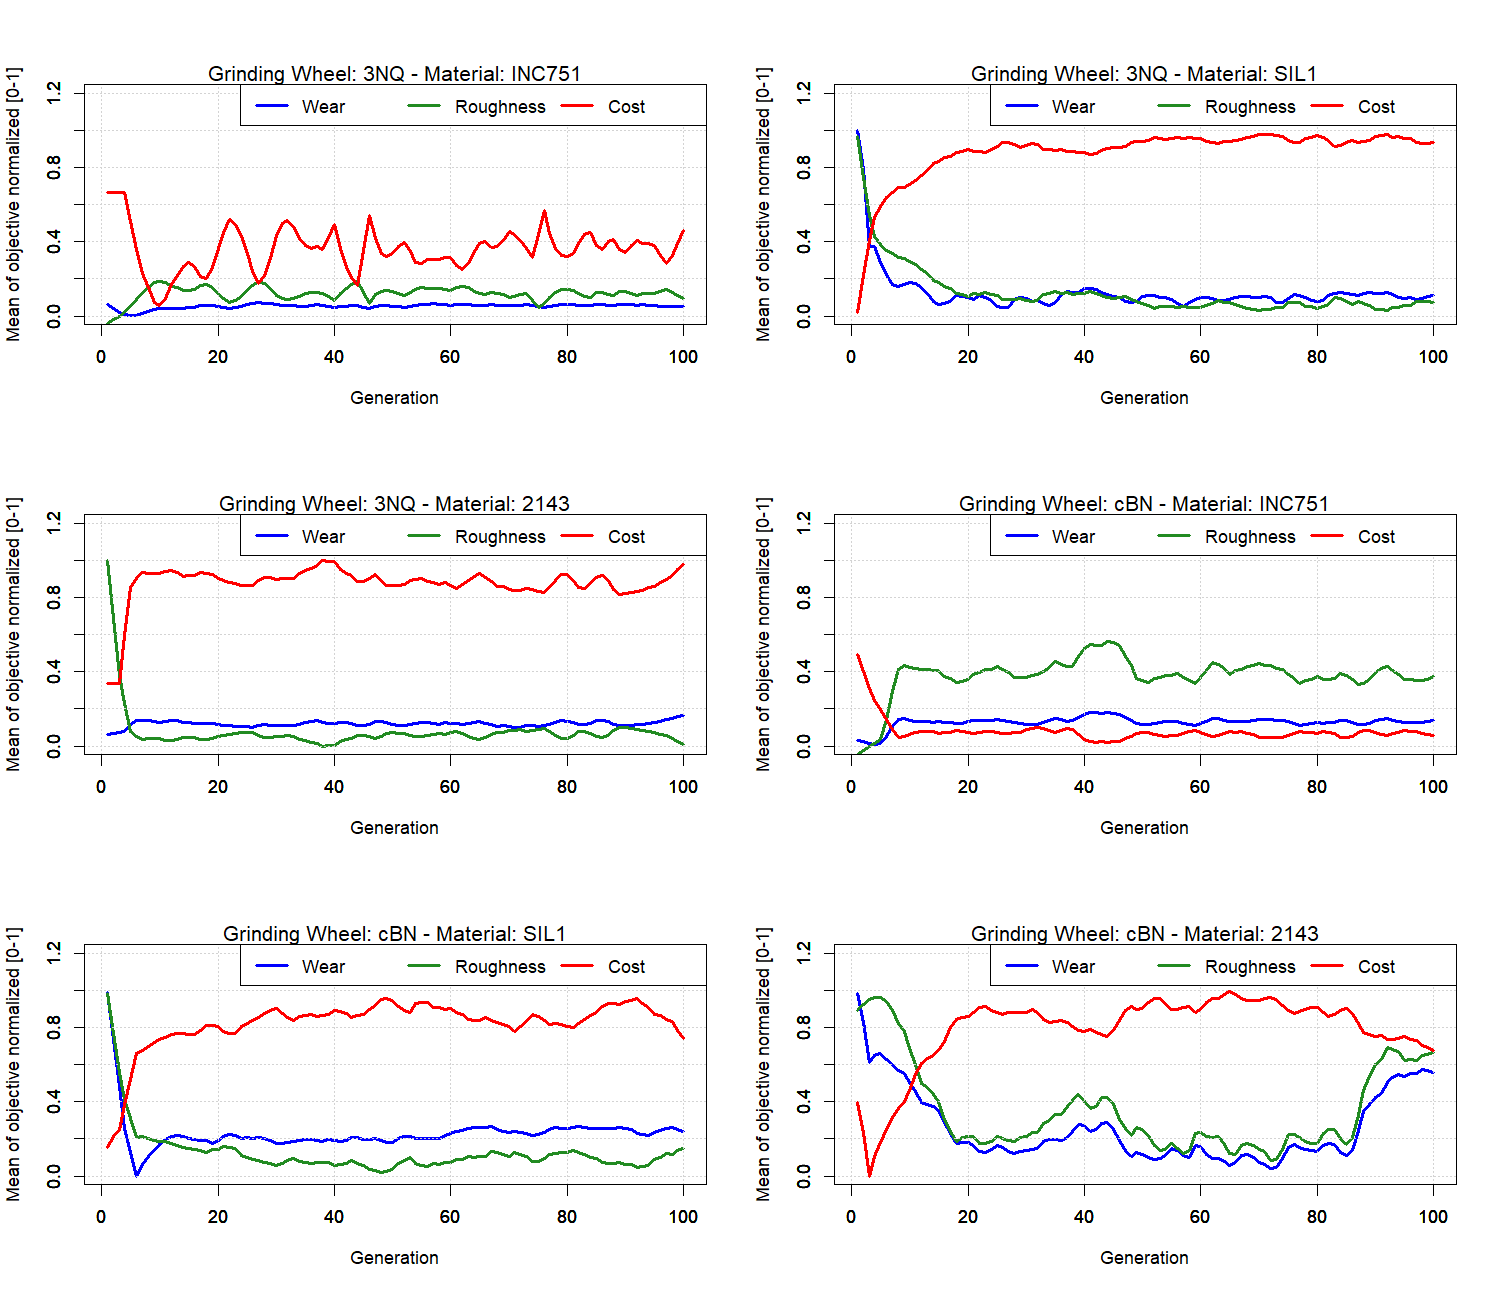 Grinding Wheel: 3NQ - Material: INC751
Mean of objective normalized [0-1]
1.2
0.8
0.4
0.0
Wear Roughness Cost
0 20 40 60 80 100
Generation
Grinding Wheel: 3NQ - Material: SIL1
Mean of objective normalized [0-1]
1.2
0.8
0.4
0.0
Wear Roughness Cost
0 20 40 60 80 100
Generation
Grinding Wheel: 3NQ - Material: 2143
Mean of objective normalized [0-1]
1.2
0.8
0.4
0.0
Wear Roughness Cost
0 20 40 60 80 100
Generation
Grinding Wheel: cBN - Material: INC751
Mean of objective normalized [0-1]
1.2
0.8
0.4
0.0
Wear Roughness Cost
0 20 40 60 80 100
Generation
Grinding Wheel: cBN - Material: SIL1
Mean of objective normalized [0-1]
1.2
0.8
0.4
0.0
Wear Roughness Cost
0 20 40 60 80 100
Generation
Grinding Wheel: cBN - Material: 2143
Mean of objective normalized [0-1]
1.2
0.8
0.4
0.0
Wear Roughness Cost
0 20 40 60 80 100
Generation